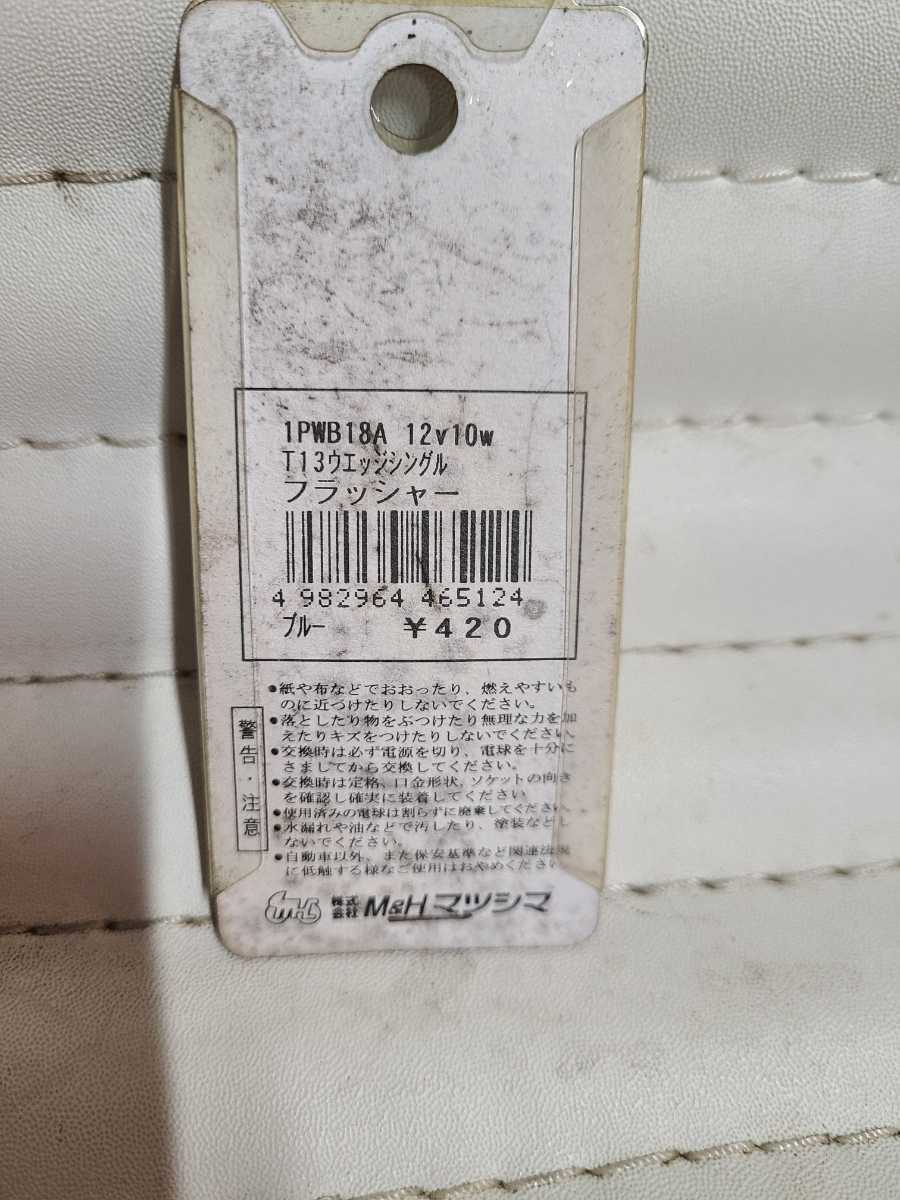 1PWB18A 12v10w
T13ウエッジシングル
フラッシャー
4 982964 465124
ブルー ￥420
警告・注意
●紙や布などでおおったり、燃えやすいも
のに近づけたりしないでください。
●落としたり物をぶつけたり無理な力を加
えたりキズをつけたりしないでください。
●交換時は必ず電源を切り、電球を十分に
さましてから交換してください。
●交換時は定格、口金形状、ソケットの向き
を確認し確実に装着してください
●使用済みの電球は割らずに廃棄してください。
●水漏れや油などで汚したり、塗装などし
ないでください。
●自動車以外、また保安基準など関連法規
に低触する様なご使用はおやめください
株式会社 M&Hマツシマ